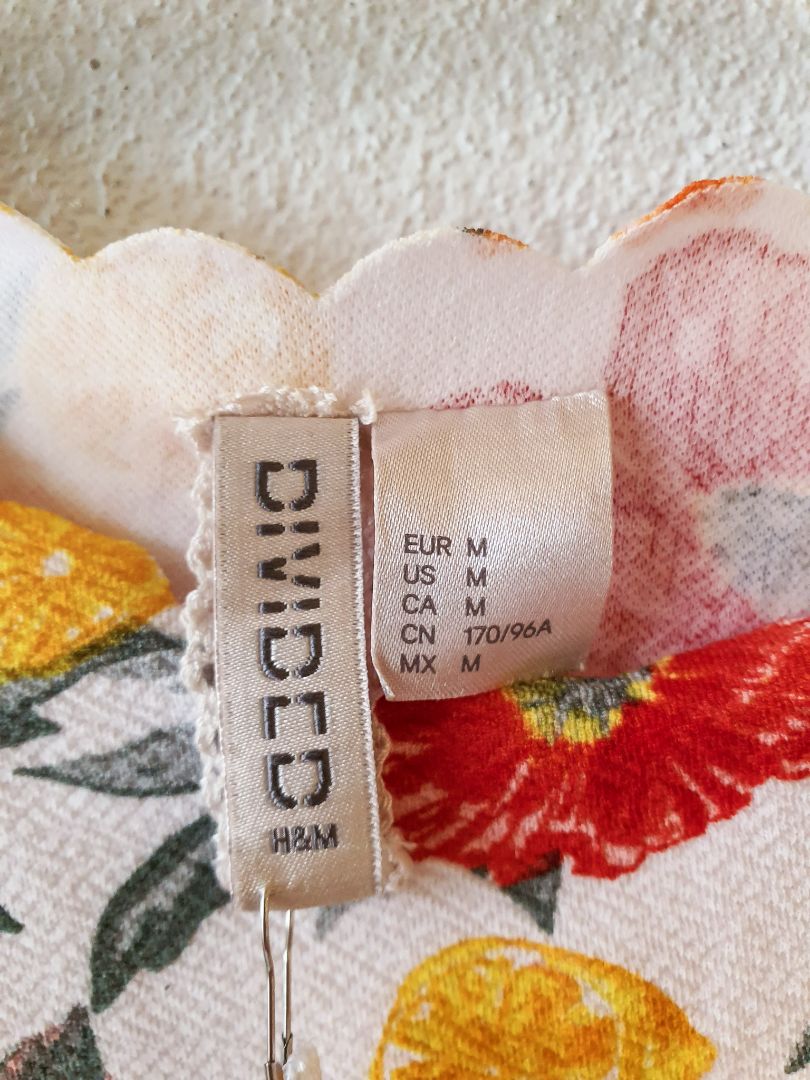 DIVIDED
H&M
EUR M
US M
CA M
CN 170/96A
MX M